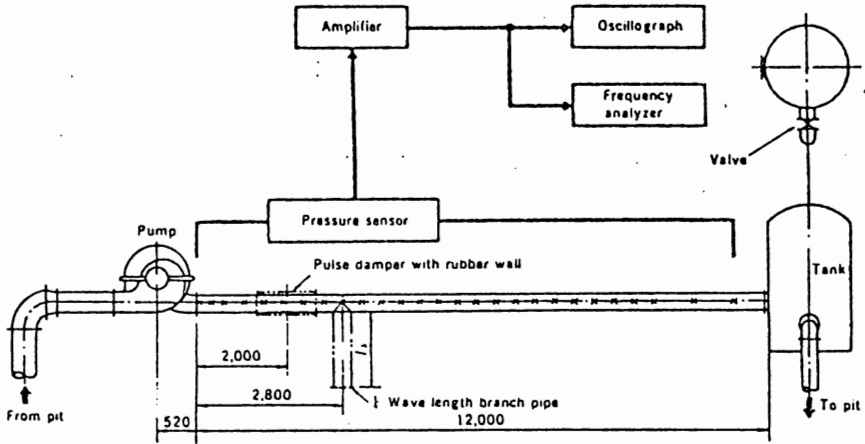 Amplifier
Oscillograph
Frequency
analyzer
Valve
Pressure sensor
Pump
Pulse damper with rubber wall
Tank
2,000
2,800
Wave length branch pipe
From pit
To pit
520
12,000